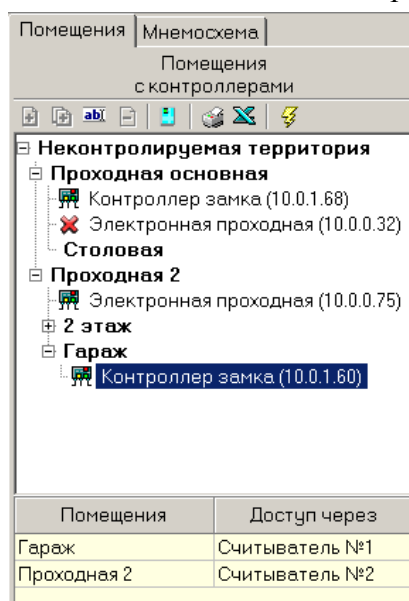 Помещения Мнемосхема
Помещения
с контроллерами
abl
Неконтролируемая территория
Проходная основная
Контроллер замка (10.0.1.68)
Электронная проходная (10.0.0.32)
Столовая
Проходная 2
Электронная проходная (10.0.0.75)
2 этаж
Гараж
Контроллер замка (10.0.1.60)
Помещения Доступ через
Гараж Считыватель №1
Проходная 2 Считыватель №2